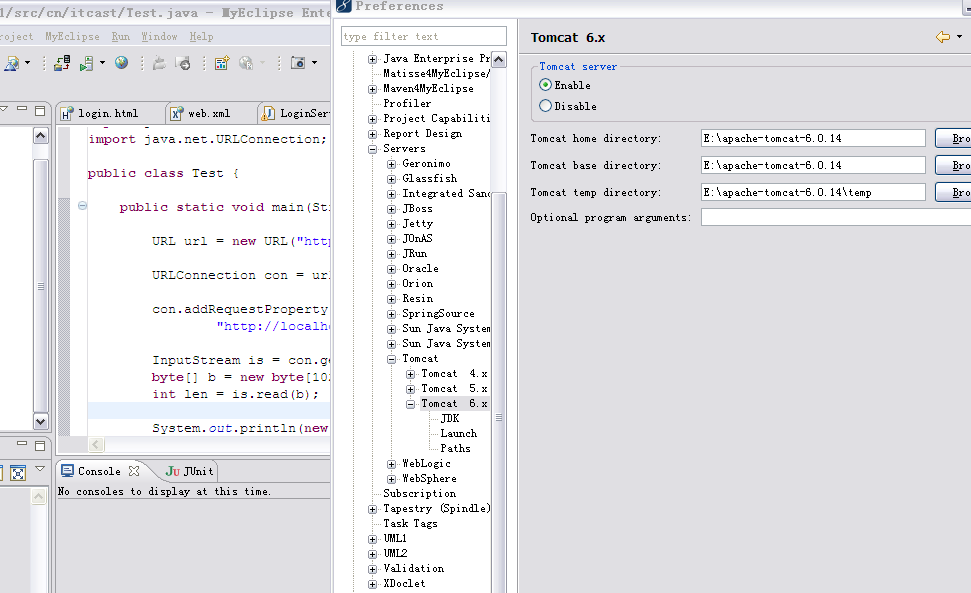 1/src/cn/itcast/Test.java - MyEclipse Ente
roject MyEclipse Run Window Help
login.html web.xml LoginSer
import java.net.URLConnection;
public class Test {
public static void main(St
URL url = new URL("htt
URLConnection con = ur
con.addRequestProperty
"http://localho
InputStream is = con.ge
byte[] b = new byte[10
int len = is.read(b);
System.out.println(new
Console JUnit
No consoles to display at this time.
Preferences
type filter text
Java Enterprise Pr
Matisse4MyEclipse/
Maven4MyEclipse
Profiler
Project Capabiliti
Report Design
Servers
Geronimo
Glassfish
Integrated Sand
JBoss
Jetty
JOnAS
JRun
Oracle
Orion
Resin
SpringSource
Sun Java System
Sun Java System
Tomcat
Tomcat 4.x
Tomcat 5.x
Tomcat 6.x
JDK
Launch
Paths
WebLogic
WebSphere
Subscription
Tapestry (Spindle)
Task Tags
UML1
UML2
Validation
XDoclet
Tomcat 6.x
Tomcat server
Enable
Disable
Tomcat home directory: E:\apache-tomcat-6.0.14 Bro
Tomcat base directory: E:\apache-tomcat-6.0.14 Bro
Tomcat temp directory: E:\apache-tomcat-6.0.14\temp Bro
Optional program arguments: